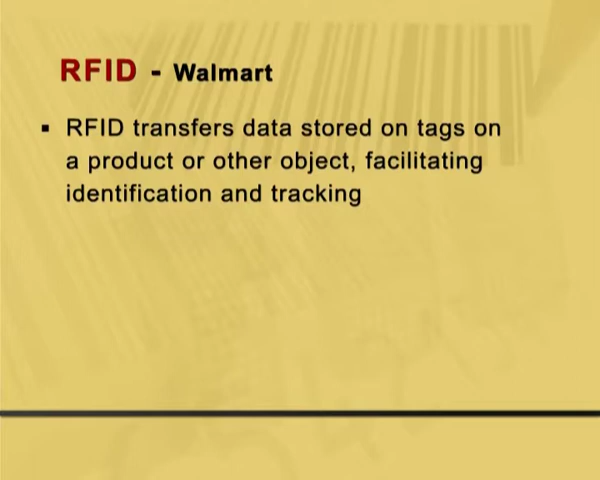 RFID - Walmart
▪ RFID transfers data stored on tags on
a product or other object, facilitating
identification and tracking